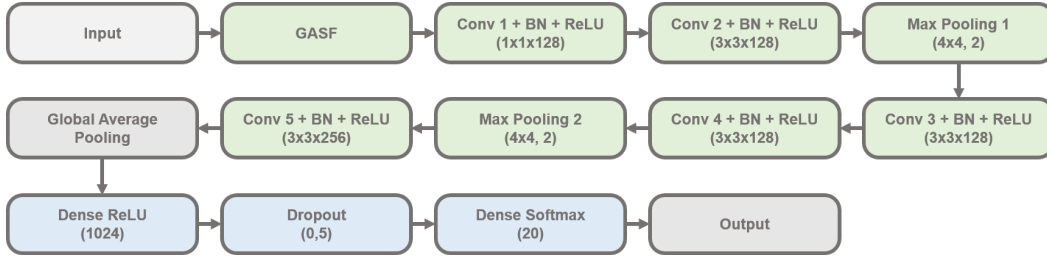 Input
GASF
Conv 1 + BN + ReLU
(1x1x128)
Conv 2 + BN + ReLU
(3x3x128)
Max Pooling 1
(4x4, 2)
Conv 3 + BN + ReLU
(3x3x128)
Conv 4 + BN + ReLU
(3x3x128)
Max Pooling 2
(4x4, 2)
Conv 5 + BN + ReLU
(3x3x256)
Global Average
Pooling
Dense ReLU
(1024)
Dropout
(0,5)
Dense Softmax
(20)
Output